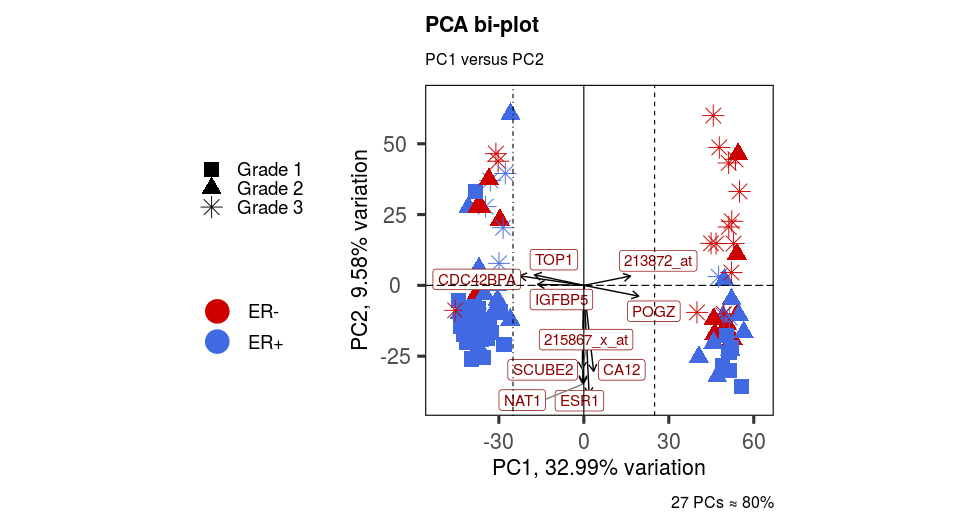 PCA bi-plot
PC1 versus PC2
Grade 1
Grade 2
Grade 3
ER-
ER+
PC2, 9.58% variation
50
25
0
-25
TOP1
213872_at
CDC42BPA
IGFBP5
POGZ
215867_x_at
SCUBE2
CA12
NAT1
ESR1
-30
0
30
60
PC1, 32.99% variation
27 PCs ≈ 80%